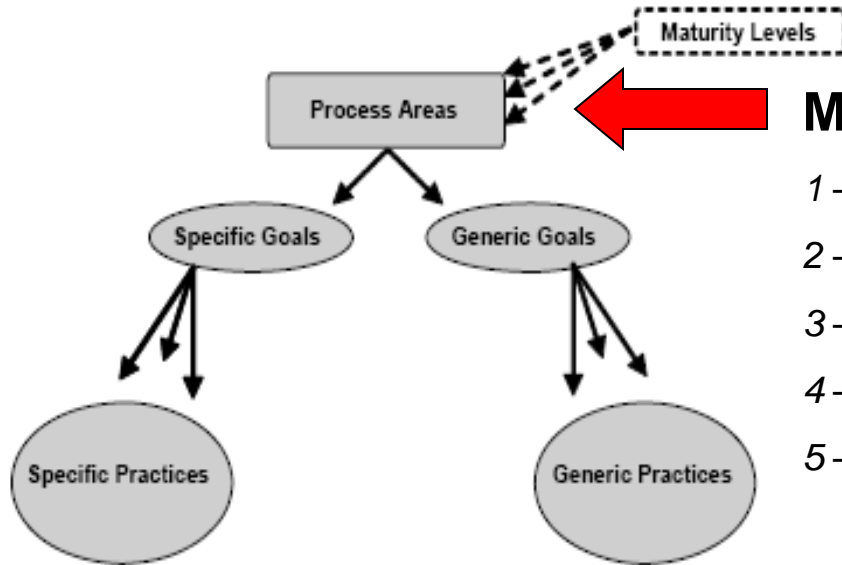 Maturity Levels
Process Areas
M
1-
Specific Goals
Generic Goals
2-
3-
4-
5-
Specific Practices
Generic Practices